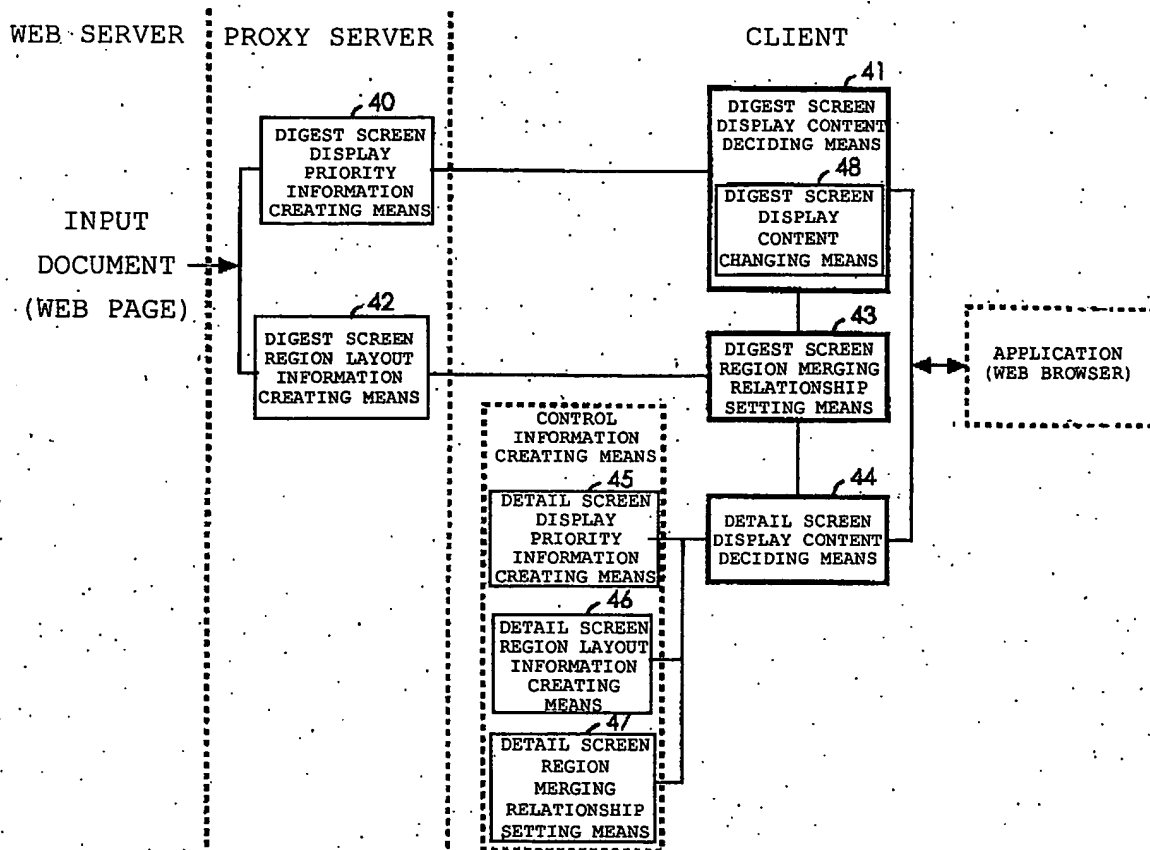 WEB SERVER
PROXY SERVER
CLIENT
40
DIGEST SCREEN
DISPLAY
PRIORITY
INFORMATION
CREATING MEANS
41
DIGEST SCREEN
DISPLAY CONTENT
DECIDING MEANS
48
DIGEST SCREEN
DISPLAY
CONTENT
CHANGING MEANS
INPUT
DOCUMENT
(WEB PAGE)
42
DIGEST SCREEN
REGION LAYOUT
INFORMATION
CREATING MEANS
43
DIGEST SCREEN
REGION MERGING
RELATIONSHIP
SETTING MEANS
APPLICATION
(WEB BROWSER)
CONTROL
INFORMATION
CREATING MEANS
45
DETAIL SCREEN
DISPLAY
PRIORITY
INFORMATION
CREATING MEANS
44
DETAIL SCREEN
DISPLAY CONTENT
DECIDING MEANS
46
DETAIL SCREEN
REGION LAYOUT
INFORMATION
CREATING
MEANS
47
DETAIL SCREEN
REGION
MERGING
RELATIONSHIP
SETTING MEANS